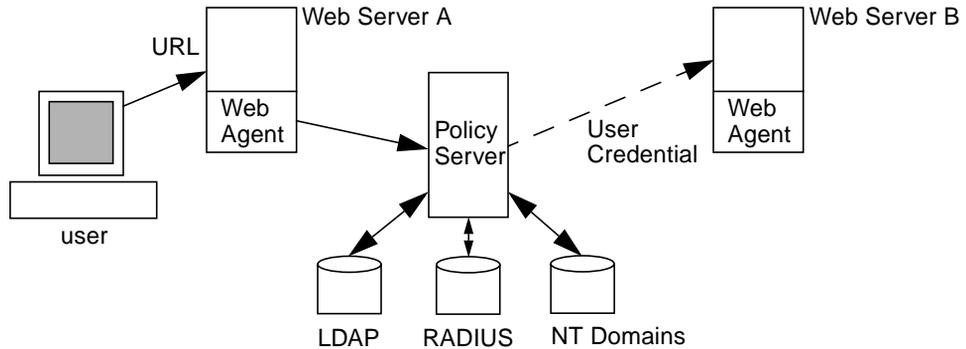 Web Server A
Web Server B
URL
Web
Agent
Policy
Server
User
Credential
Web
Agent
user
LDAP
RADIUS
NT Domains